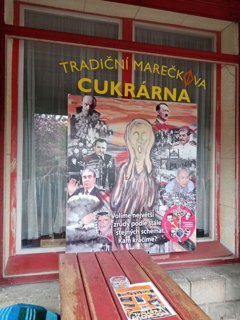 TRADIČNÍ MAREČKOVA
CUKRÁRNA
Volíme největší
zrůdy podle stále
stejných schémat.
Kam kráčíme?